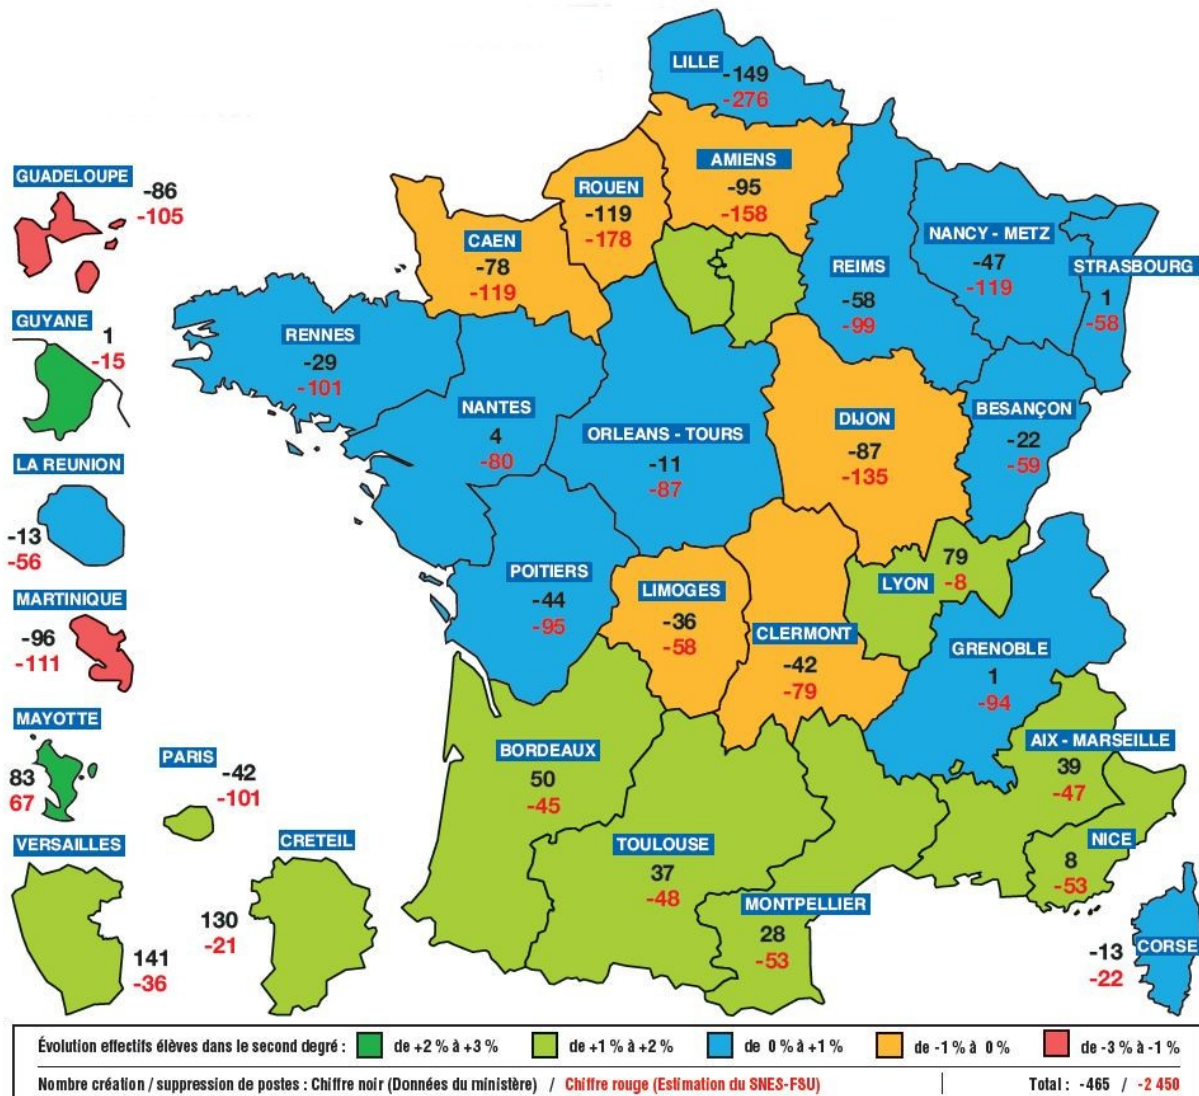 LILLE
-149
-276
AMIENS
-95
-158
ROUEN
-119
-178
CAEN
-78
-119
GUADELOUPE
-86
-105
NANCY - METZ
-47
-119
STRASBOURG
1
-58
REIMS
-58
-99
GUYANE
1
-15
RENNES
-29
-101
NANTES
4
-80
ORLEANS - TOURS
-11
-87
DIJON
-87
-135
BESANÇON
-22
-59
LA REUNION
-13
-56
POITIERS
-44
-95
LIMOGES
-36
-58
CLERMONT
-42
-79
LYON
79
-8
GRENOBLE
1
-94
MARTINIQUE
-96
-111
MAYOTTE
83
67
PARIS
-42
-101
BORDEAUX
50
-45
AIX - MARSEILLE
39
-47
VERSAILLES
141
-36
CRETEIL
130
-21
TOULOUSE
37
-48
MONTPELLIER
28
-53
NICE
8
-53
CORSE
-13
-22
Évolution effectifs élèves dans le second degré : de +2 % à +3 % de +1 % à +2 % de 0 % à +1 % de -1 % à 0 % de -3 % à -1 %
Nombre création / suppression de postes : Chiffre noir (Données du ministère) / Chiffre rouge (Estimation du SNES-FSU) Total : -465 / -2 450